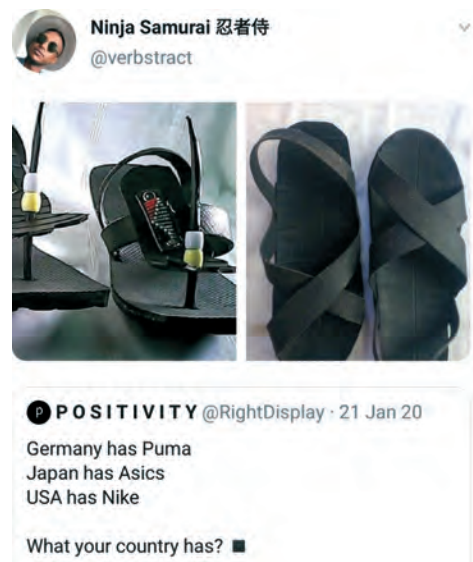 Ninja Samurai 忍者侍
@verbstract
P O S I T I V I T Y @RightDisplay · 21 Jan 20
Germany has Puma
Japan has Asics
USA has Nike
What your country has? ■